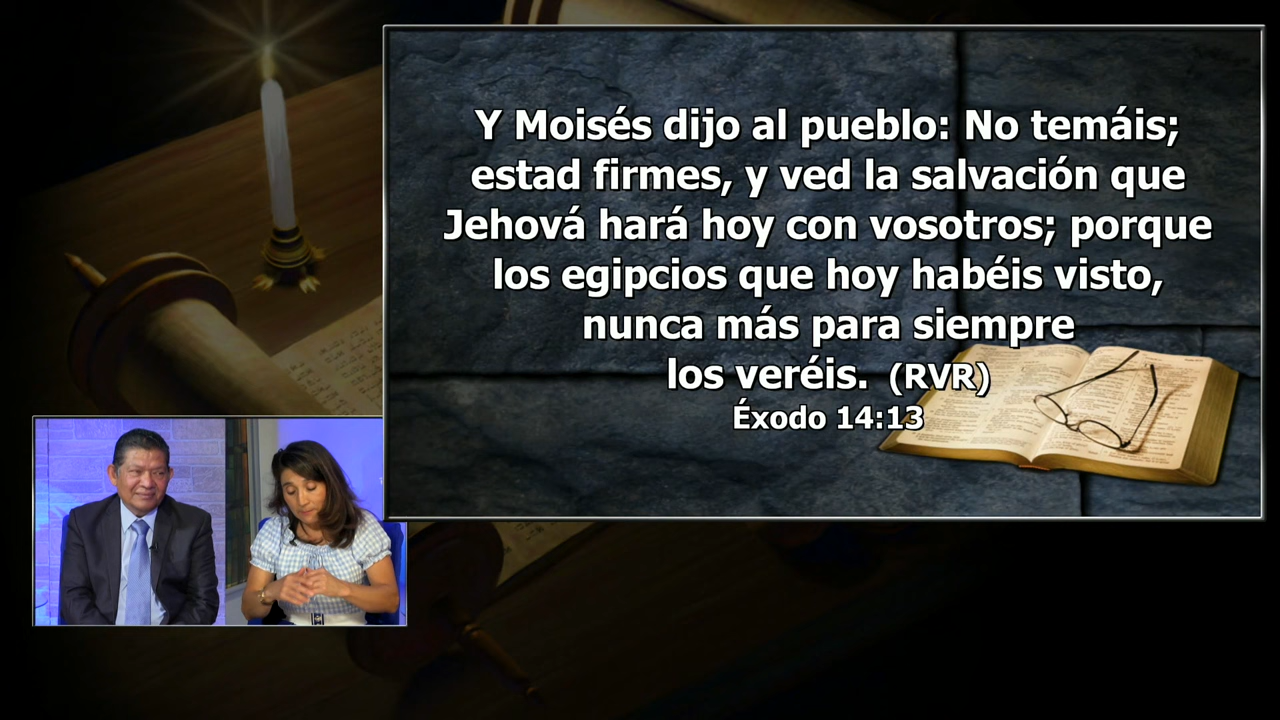 Y Moisés dijo al pueblo: No temáis;
estad firmes, y ved la salvación que
Jehová hará hoy con vosotros; porque
los egipcios que hoy habéis visto,
nunca más para siempre
los veréis. (RVR)
Éxodo 14:13